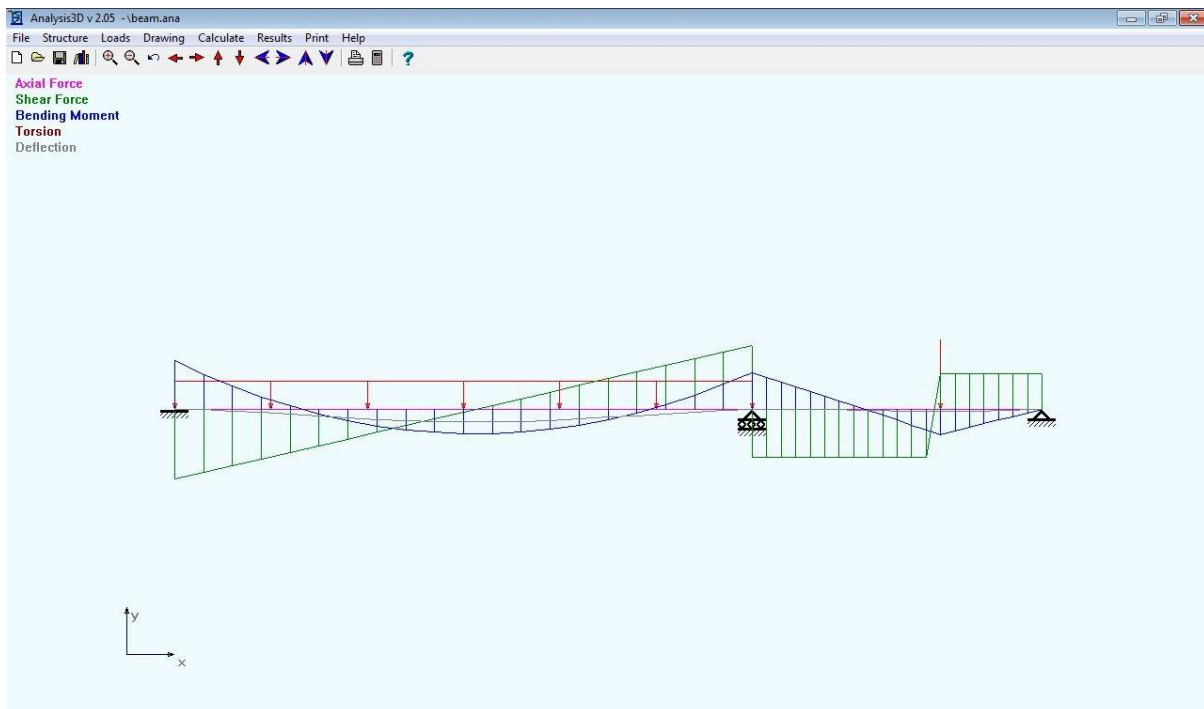 Analysis3D v 2.05 -\beam.ana
File Structure Loads Drawing Calculate Results Print Help
?
Axial Force
Shear Force
Bending Moment
Torsion
Deflection
y
x